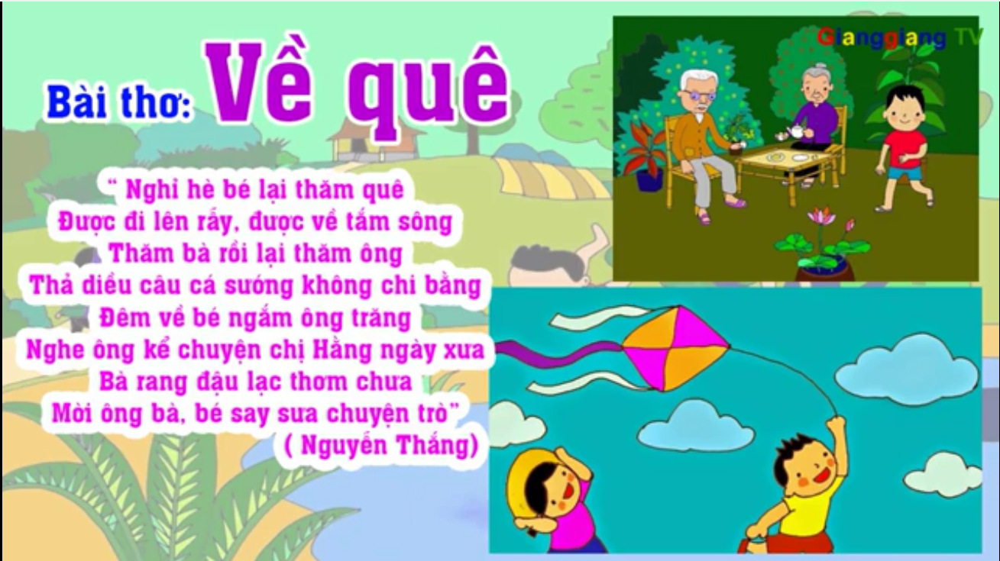 Gianggiang TV
Bài thơ: Về quê
“ Nghỉ hè bé lại thăm quê
Được đi lên rẫy, được về tắm sông
Thăm bà rồi lại thăm ông
Thả diều câu cá sướng không chi bằng
Đêm về bé ngắm ông trăng
Nghe ông kể chuyện chị Hằng ngày xưa
Bà rang đậu lạc thơm chưa
Mời ông bà, bé say sưa chuyện trò”
( Nguyễn Thắng)